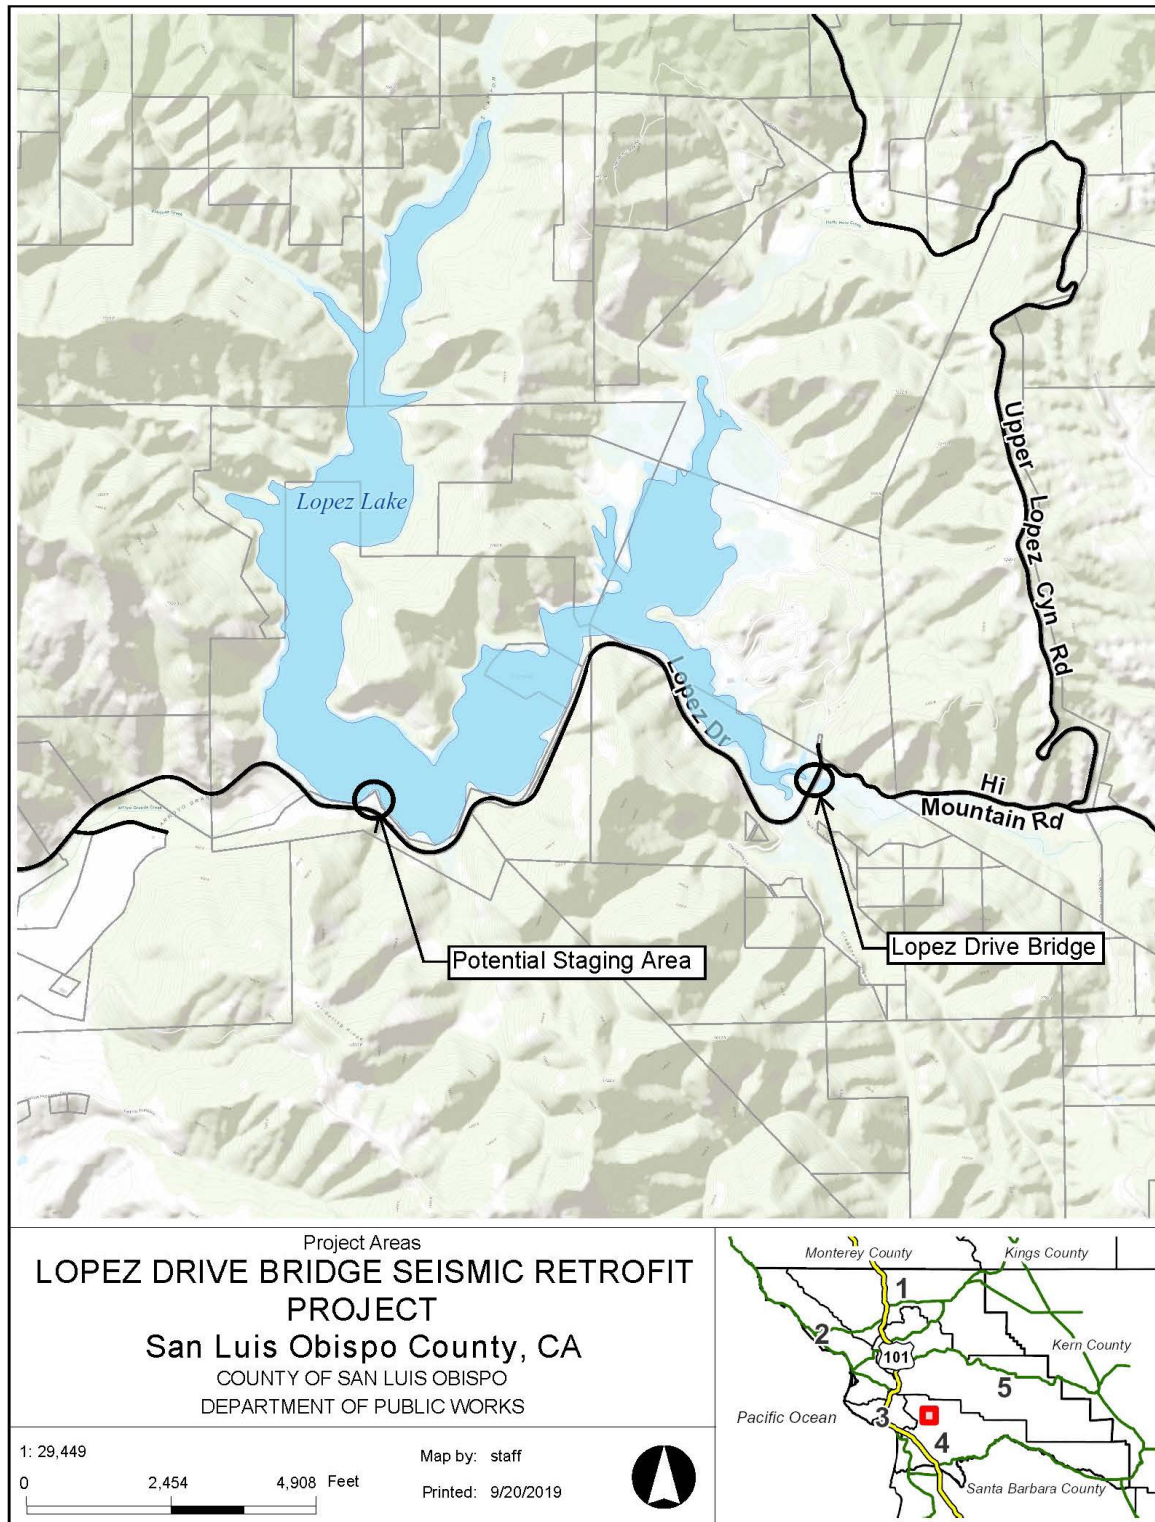 Lopez Lake
Upper Lopez Cyn Rd
Lopez Dr
Hi
Mountain Rd
Arroyo Grande Creek
Potential Staging Area
Lopez Drive Bridge
Project Areas
LOPEZ DRIVE BRIDGE SEISMIC RETROFIT
PROJECT
San Luis Obispo County, CA
COUNTY OF SAN LUIS OBISPO
DEPARTMENT OF PUBLIC WORKS
1: 29,449
0 2,454 4,908 Feet
Map by: staff
Printed: 9/20/2019
Monterey County
Kings County
1
2
101
Kern County
5
Pacific Ocean
3
4
Santa Barbara County